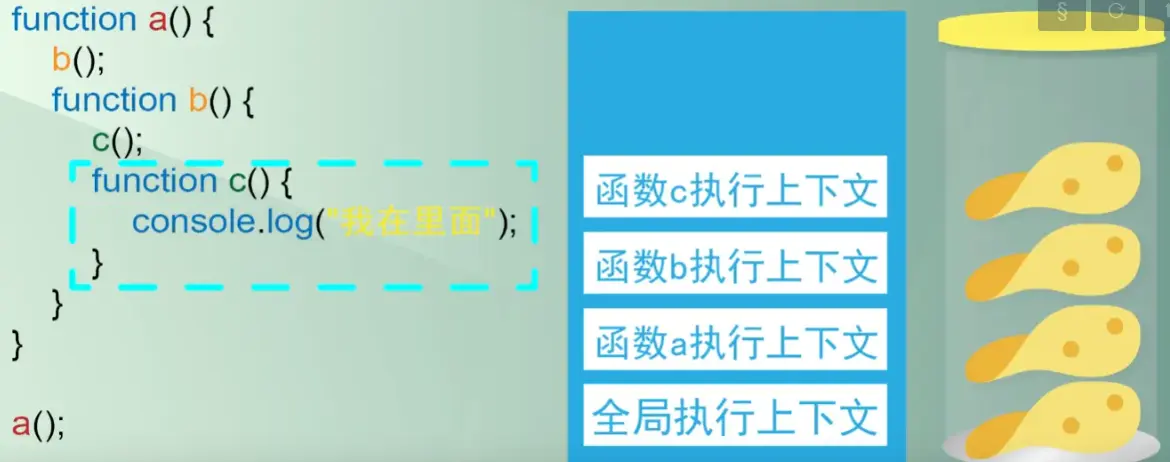 function a() {
b();
function b() {
c();
function c() {
console.log("我在里面");
}
}
}
a();
函数c执行上下文
函数b执行上下文
函数a执行上下文
全局执行上下文
§